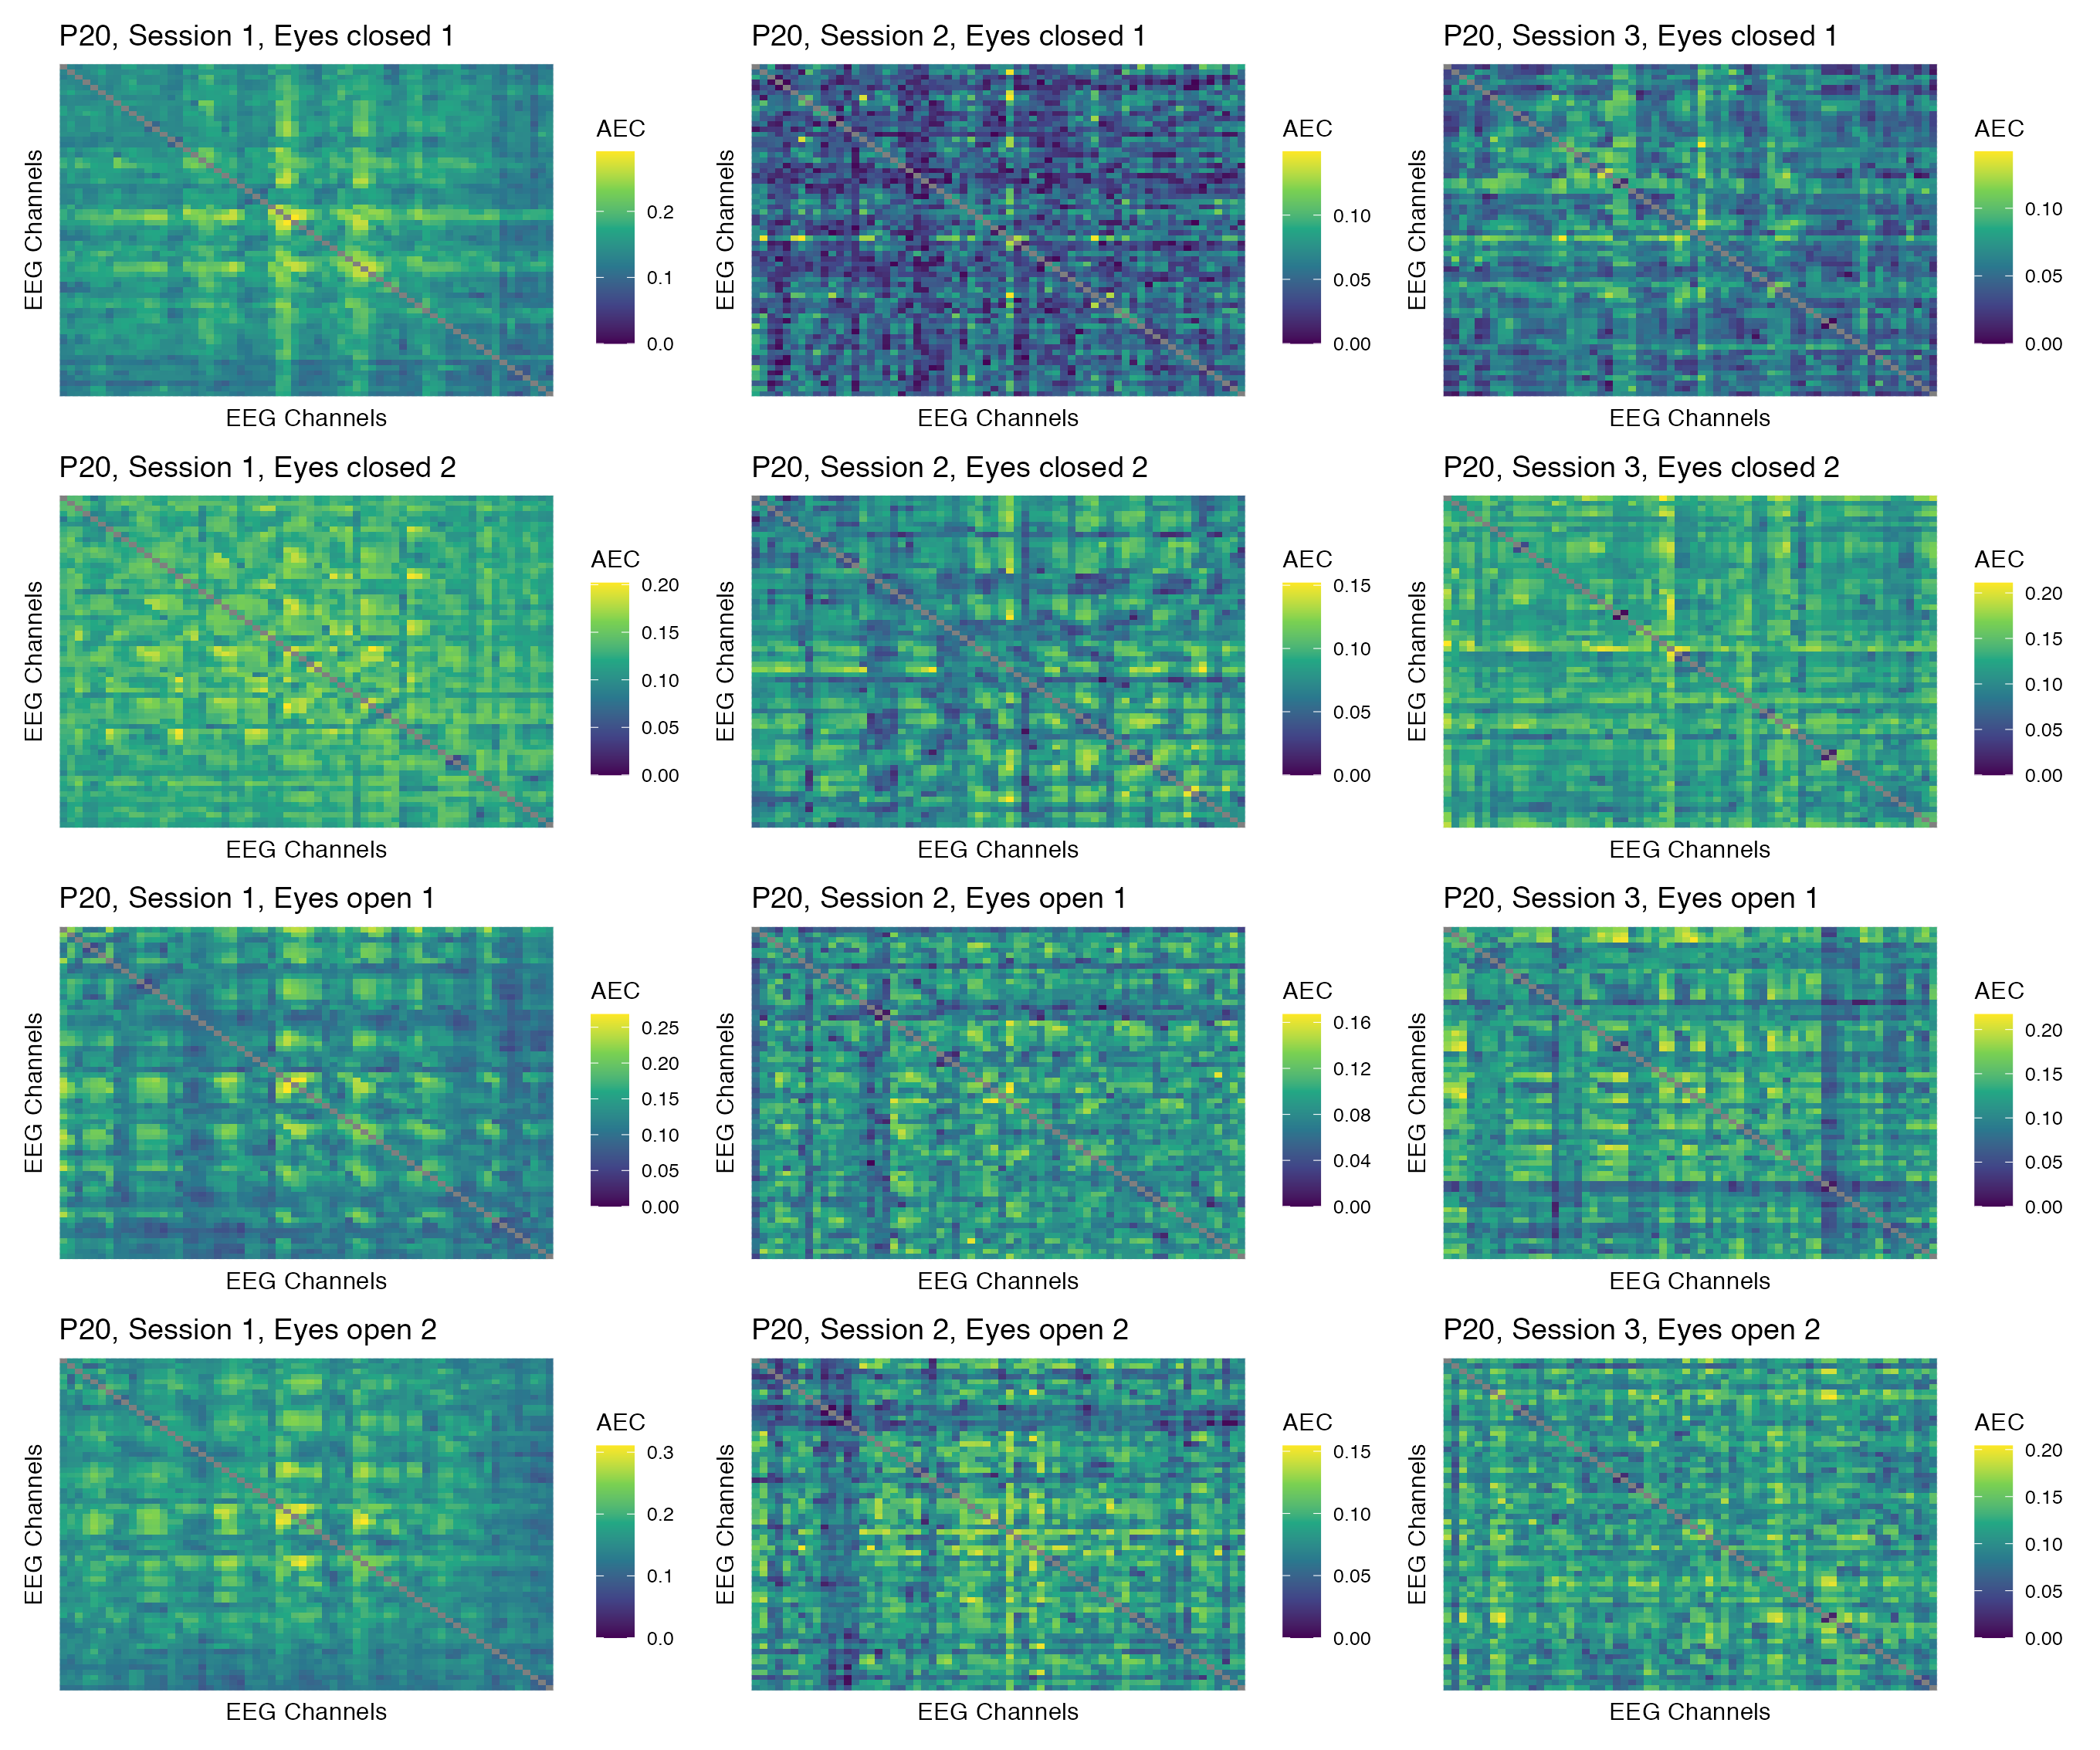 P20, Session 1, Eyes closed 1
EEG Channels
EEG Channels
AEC
0.2
0.1
0.0
P20, Session 2, Eyes closed 1
EEG Channels
EEG Channels
AEC
0.10
0.05
0.00
P20, Session 3, Eyes closed 1
EEG Channels
EEG Channels
AEC
0.10
0.05
0.00
P20, Session 1, Eyes closed 2
EEG Channels
EEG Channels
AEC
0.20
0.15
0.10
0.05
0.00
P20, Session 2, Eyes closed 2
EEG Channels
EEG Channels
AEC
0.15
0.10
0.05
0.00
P20, Session 3, Eyes closed 2
EEG Channels
EEG Channels
AEC
0.20
0.15
0.10
0.05
0.00
P20, Session 1, Eyes open 1
EEG Channels
EEG Channels
AEC
0.25
0.20
0.15
0.10
0.05
0.00
P20, Session 2, Eyes open 1
EEG Channels
EEG Channels
AEC
0.16
0.12
0.08
0.04
0.00
P20, Session 3, Eyes open 1
EEG Channels
EEG Channels
AEC
0.20
0.15
0.10
0.05
0.00
P20, Session 1, Eyes open 2
EEG Channels
EEG Channels
AEC
0.3
0.2
0.1
0.0
P20, Session 2, Eyes open 2
EEG Channels
EEG Channels
AEC
0.15
0.10
0.05
0.00
P20, Session 3, Eyes open 2
EEG Channels
EEG Channels
AEC
0.20
0.15
0.10
0.05
0.00